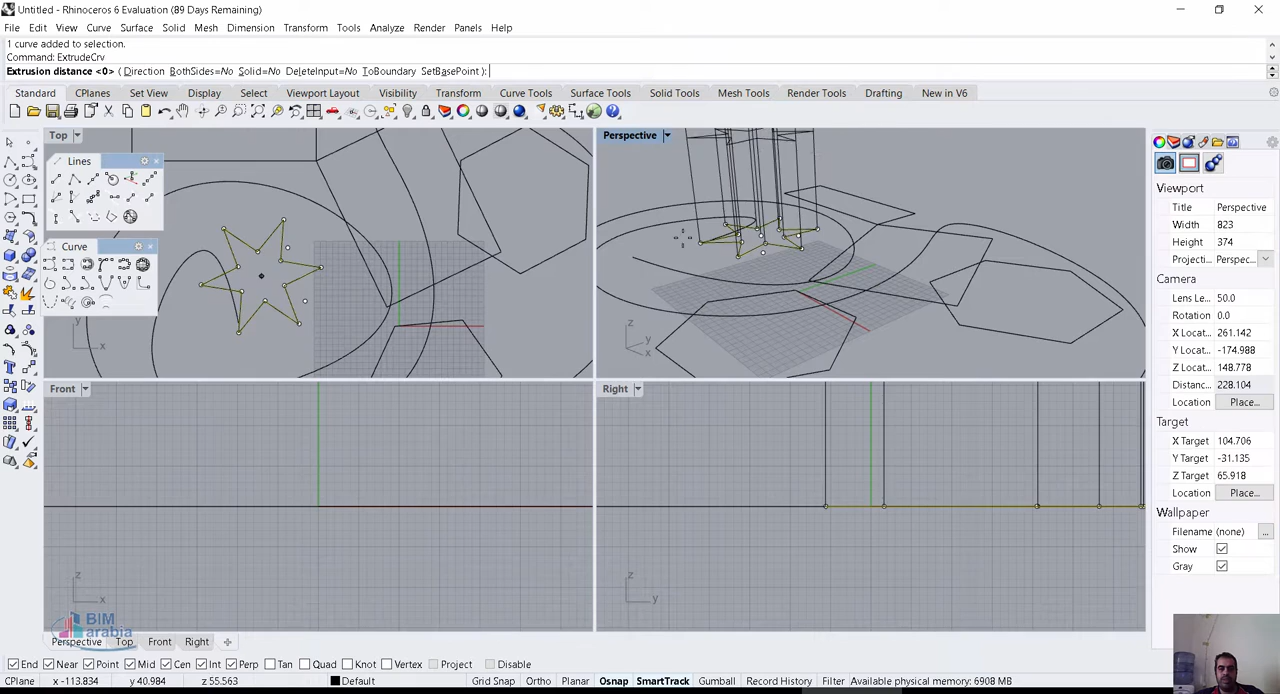 Untitled - Rhinoceros 6 Evaluation (89 Days Remaining)
File Edit View Curve Surface Solid Mesh Dimension Transform Tools Analyze Render Panels Help
1 curve added to selection.
Command: ExtrudeCrv
Extrusion distance <0> ( Direction BothSides=No Solid=No DeleteInput=No ToBoundary SetBasePoint ):
Standard CPlanes Set View Display Select Viewport Layout Visibility Transform Curve Tools Surface Tools Solid Tools Mesh Tools Render Tools Drafting New in V6
Top
Perspective
Lines
Curve
Front
Right
y
x
z
y
x
z
x
z
y
Viewport
Title Perspective
Width 823
Height 374
Projecti... Perspec...
Camera
Lens Le... 50.0
Rotation 0.0
X Locat... 261.142
Y Locat... -174.988
Z Locat... 148.778
Distanc... 228.104
Location Place...
Target
X Target 104.706
Y Target -31.135
Z Target 65.918
Location Place...
Wallpaper
Filename (none) ...
Show
Gray
BIM
arabia
Perspective Top Front Right
End Near Point Mid Cen Int Perp Tan Quad Knot Vertex Project Disable
CPlane x -113.834 y 40.984 z 55.563 Default Grid Snap Ortho Planar Osnap SmartTrack Gumball Record History Filter Available physical memory: 6908 MB